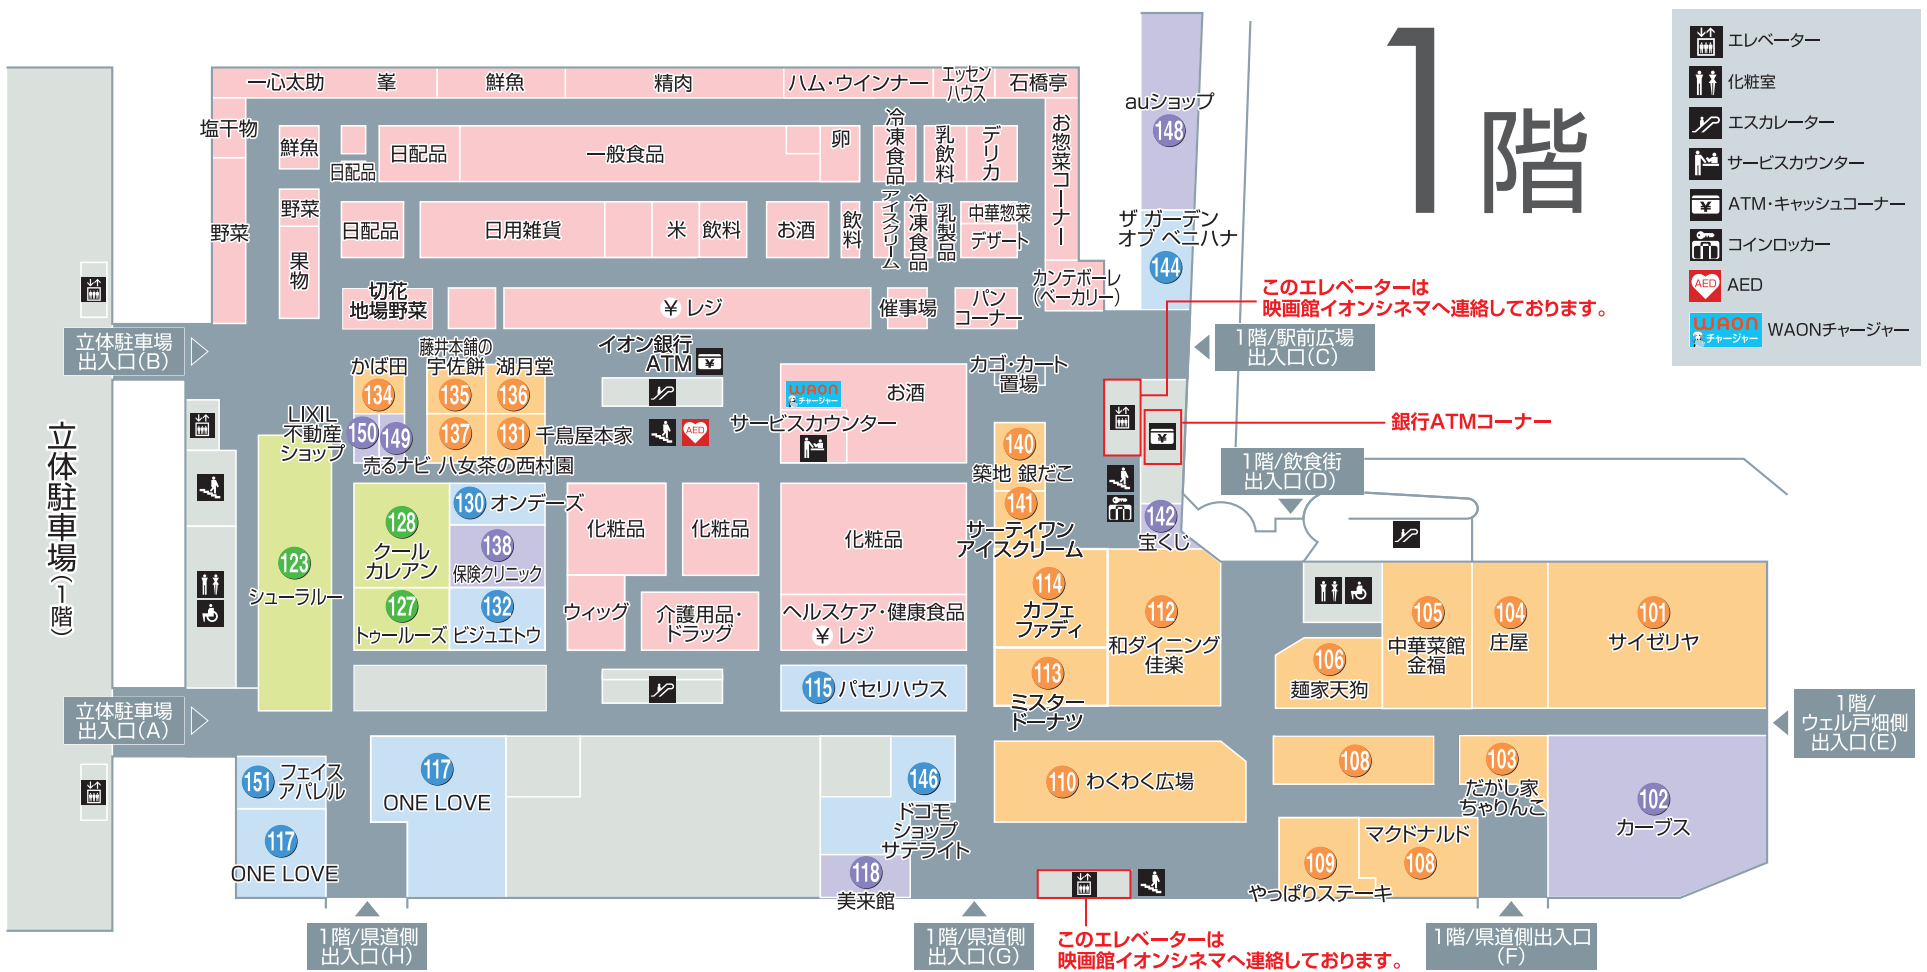 1階
エレベーター
化粧室
エスカレーター
サービスカウンター
ATM・キャッシュコーナー
コインロッカー
AED
AED
WAON
チャージャー
WAONチャージャー
一心太助
峯
鮮魚
精肉
ハム・ウインナー
エッセン
ハウス
石橋亭
塩干物
鮮魚
日配品
日配品
一般食品
卵
冷凍食品
乳飲料
デリカ
お惣菜コーナー
野菜
野菜
果物
日配品
日用雑貨
米
飲料
お酒
飲料
アイスクリーム
冷凍食品
乳製品
中華惣菜
デザート
切花
地場野菜
¥ レジ
催事場
パン
コーナー
カンテボーレ
(ベーカリー)
auショップ
148
ザ ガーデン
オブ ベニハナ
144
このエレベーターは
映画館イオンシネマへ連絡しております。
1階/駅前広場
出入口(C)
銀行ATMコーナー
1階/飲食街
出入口(D)
立体駐車場
出入口(B)
立体駐車場(1階)
立体駐車場
出入口(A)
かば田
134
藤井本舗の
宇佐餅
135
湖月堂
136
LIXIL
不動産
ショップ
150
149
売るナビ
137
八女茶の西村園
131
千鳥屋本家
イオン銀行
ATM
¥
AED
WAON
チャージャー
お酒
サービスカウンター
カゴ・カート
置場
¥
140
築地 銀だこ
141
サーティワン
アイスクリーム
142
宝くじ
123
シューラルー
128
クール
カレアン
127
トゥールーズ
130 オンデーズ
138
保険クリニック
132
ビジュエトウ
化粧品
化粧品
化粧品
ウィッグ
介護用品・
ドラッグ
ヘルスケア・健康食品
¥ レジ
115 パセリハウス
114
カフェ
ファディ
112
和ダイニング
佳楽
113
ミスター
ドーナツ
106
麺家天狗
105
中華菜館
金福
104
庄屋
101
サイゼリヤ
1階/
ウェル戸畑側
出入口(E)
151 フェイス
アパレル
117
ONE LOVE
117
ONE LOVE
146
ドコモ
ショップ
サテライト
118
美来館
110 わくわく広場
108
103
だがし家
ちゃりんこ
102
カーブス
109
やっぱりステーキ
マクドナルド
108
1階/県道側
出入口(H)
1階/県道側
出入口(G)
このエレベーターは
映画館イオンシネマへ連絡しております。
1階/県道側出入口
(F)